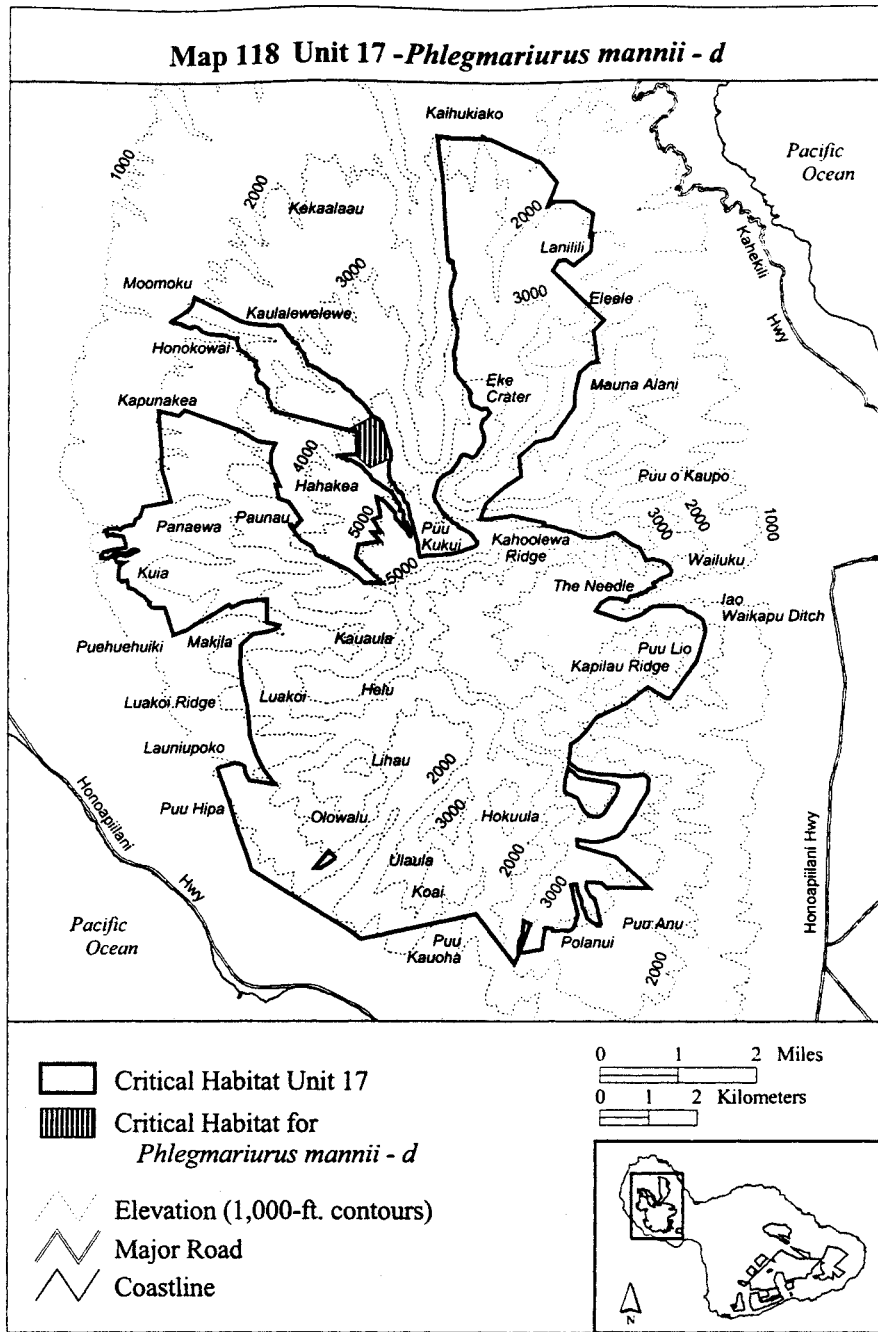 Map 118 Unit 17 -Phlegmariurus mannii - d
Kaihukiako
Pacific
Ocean
1000
2000
Kekaalaau
2000
Lanilili
Kahekili
Hwy
3000
3000
Eleele
Moomoku
Kaulalewelewe
Honokowai
Kapunakea
Eke
Crater
Mauna Alani
4000
Hahakea
Puu o Kaupo
Panaewa
Paunau
5000
Puu
Kukui
Kahoolewa
Ridge
3000
2000
1000
5000
Wailuku
Kuia
The Needle
Iao
Waikapu Ditch
Puehuehuiki
Makila
Kauaula
Puu Lio
Kapilau Ridge
Luakoi Ridge
Luakoi
Helu
Launiupoko
Lihau
2000
Honoapiilani
Hwy
Puu Hipa
Olowalu
3000
Hokuula
Ulaula
2000
Koai
3000
Honoapiilani Hwy
Pacific
Ocean
Puu
Kauoha
Polanui
Puu Anu
2000
Critical Habitat Unit 17
Critical Habitat for
Phlegmariurus mannii - d
Elevation (1,000-ft. contours)
Major Road
Coastline
0 1 2 Miles
0 1 2 Kilometers
N